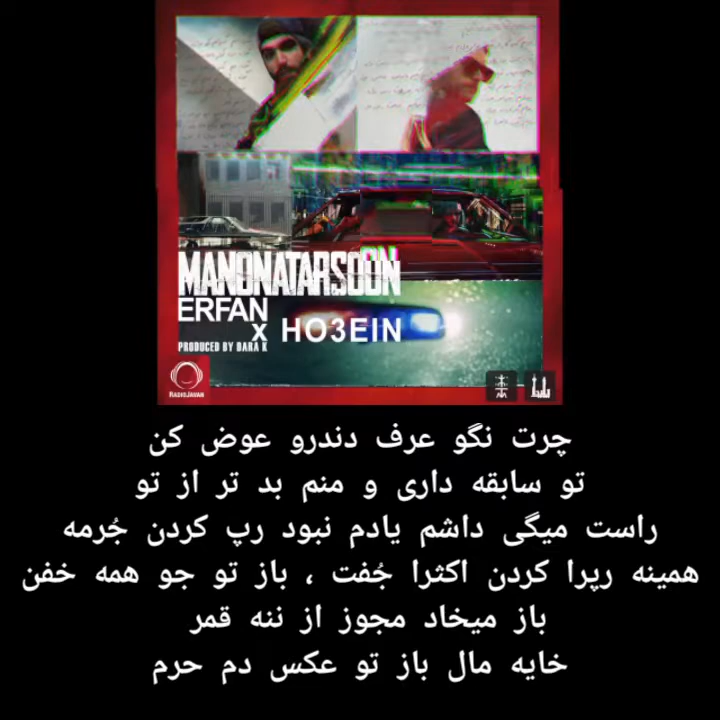 MANONATARSOON
ERFAN
X HO3EIN
PRODUCED BY DARA K
RADIOJAVAN
چرت نگو عرف دندرو عوض کن
تو سابقه داری و منم بد تر از تو
راست میگی داشم یادم نبود رپ کردن جُرمه
همینه رپرا کردن اکثرا جُفت ، باز تو جو همه خفن
باز میخاد مجوز از ننه قمر
خایه مال باز تو عکس دم حرم